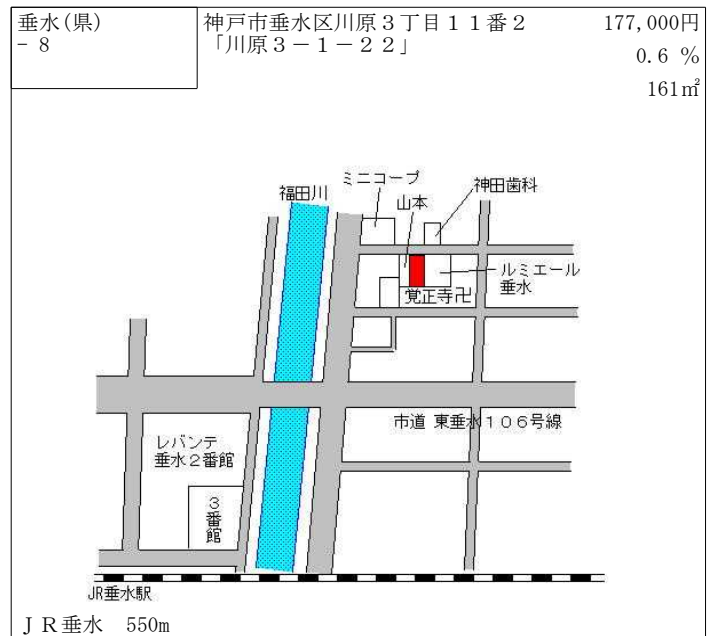 垂水(県)
－８
神戸市垂水区川原３丁目１１番２
「川原３－１－２２」
177,000円
0.6 %
161㎡
福田川
ミニコープ
山本
神田歯科
ルミエール
垂水
覚正寺卍
市道 東垂水１０６号線
レバンテ
垂水２番館
３
番
館
JR垂水駅
ＪＲ垂水 550m